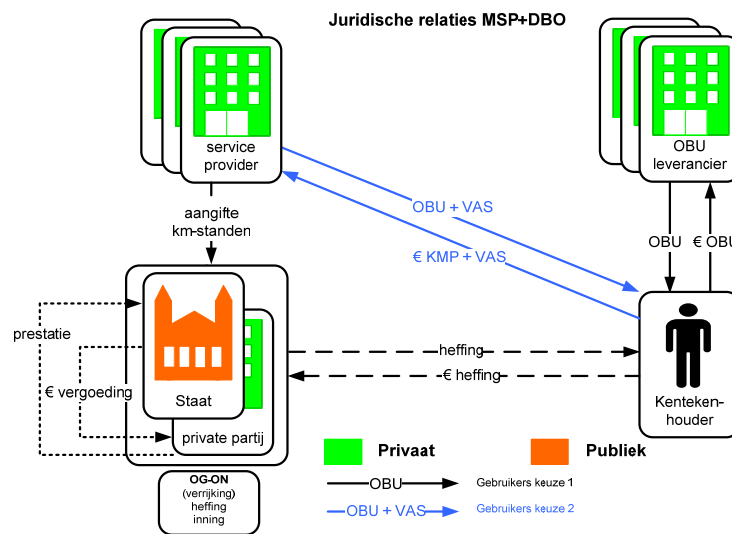 Juridische relaties MSP+DBO
service
provider
OBU
leverancier
aangifte
km-standen
OBU + VAS
€ KMP + VAS
OBU
€ OBU
prestatie
€ vergoeding
Staat
private partij
heffing
€ heffing
Kenteken-
houder
OG-ON
(verrijking)
heffing
inning
Privaat
Publiek
OBU
Gebruikers keuze 1
OBU + VAS
Gebruikers keuze 2